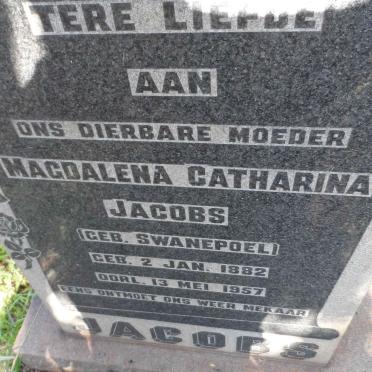 TERE LIEFDE
AAN
ONS DIERBARE MOEDER
MAGDALENA CATHARINA
JACOBS
(GEB. SWANEPOEL)
GEB. 2 JAN. 1882
OORL. 13 MEI 1957
EENS ONTMOET ONS WEER MEKAAR
JACOBS